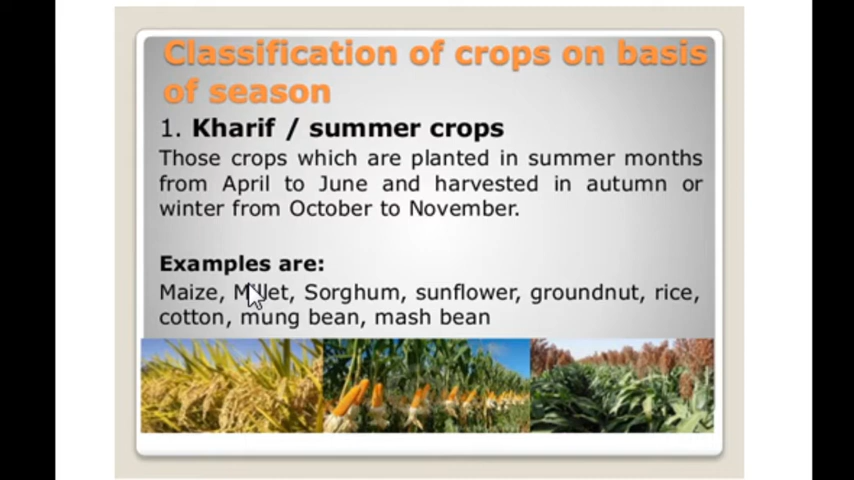 Classification of crops on basis
of season
1. Kharif / summer crops
Those crops which are planted in summer months
from April to June and harvested in autumn or
winter from October to November.
Examples are:
Maize, Millet, Sorghum, sunflower, groundnut, rice,
cotton, mung bean, mash bean